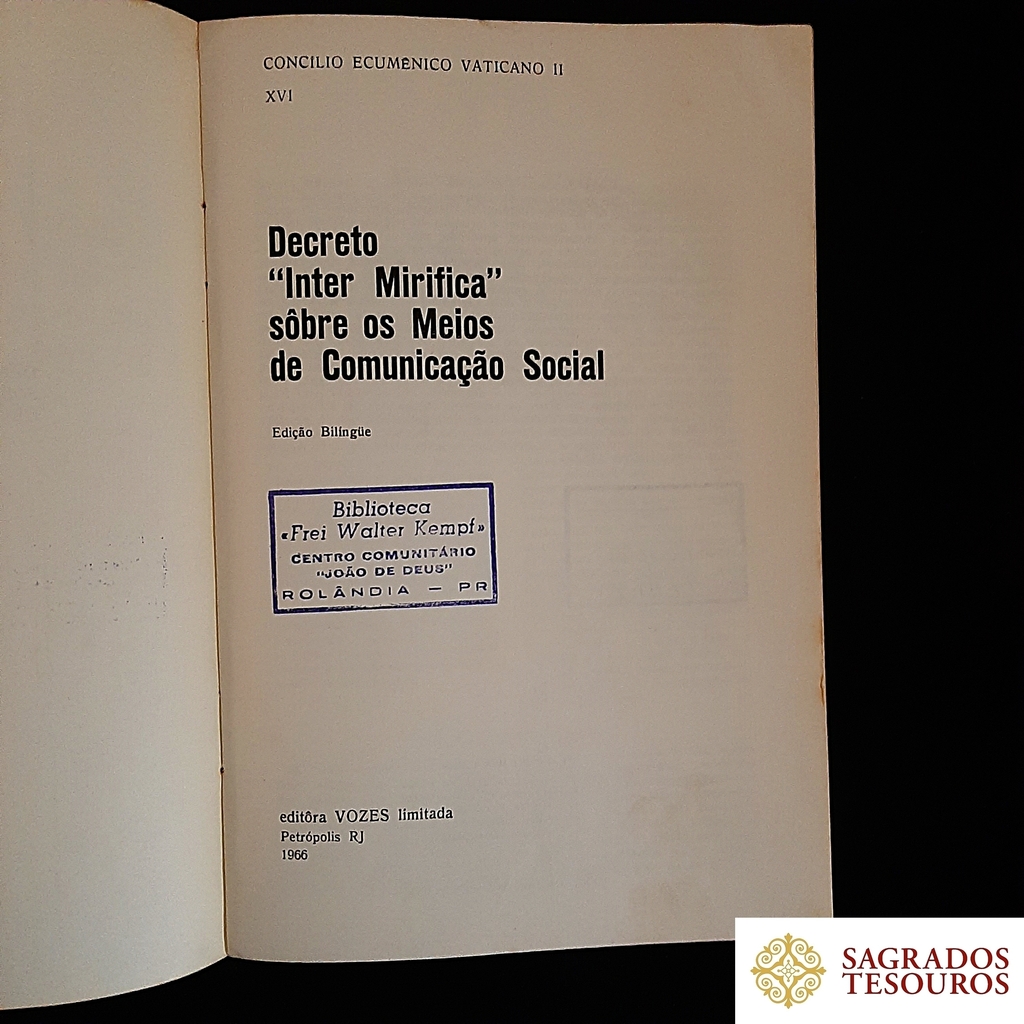 CONCILIO ECUMÊNICO VATICANO II
XVI
Decreto
“Inter Mirifica”
sôbre os Meios
de Comunicação Social
Edição Bilíngüe
Biblioteca
«Frei Walter Kempf»
CENTRO COMUNITÁRIO
"JOÃO DE DEUS"
ROLÂNDIA — PR
editôra VOZES limitada
Petrópolis RJ
1966
SAGRADOS
TESOUROS